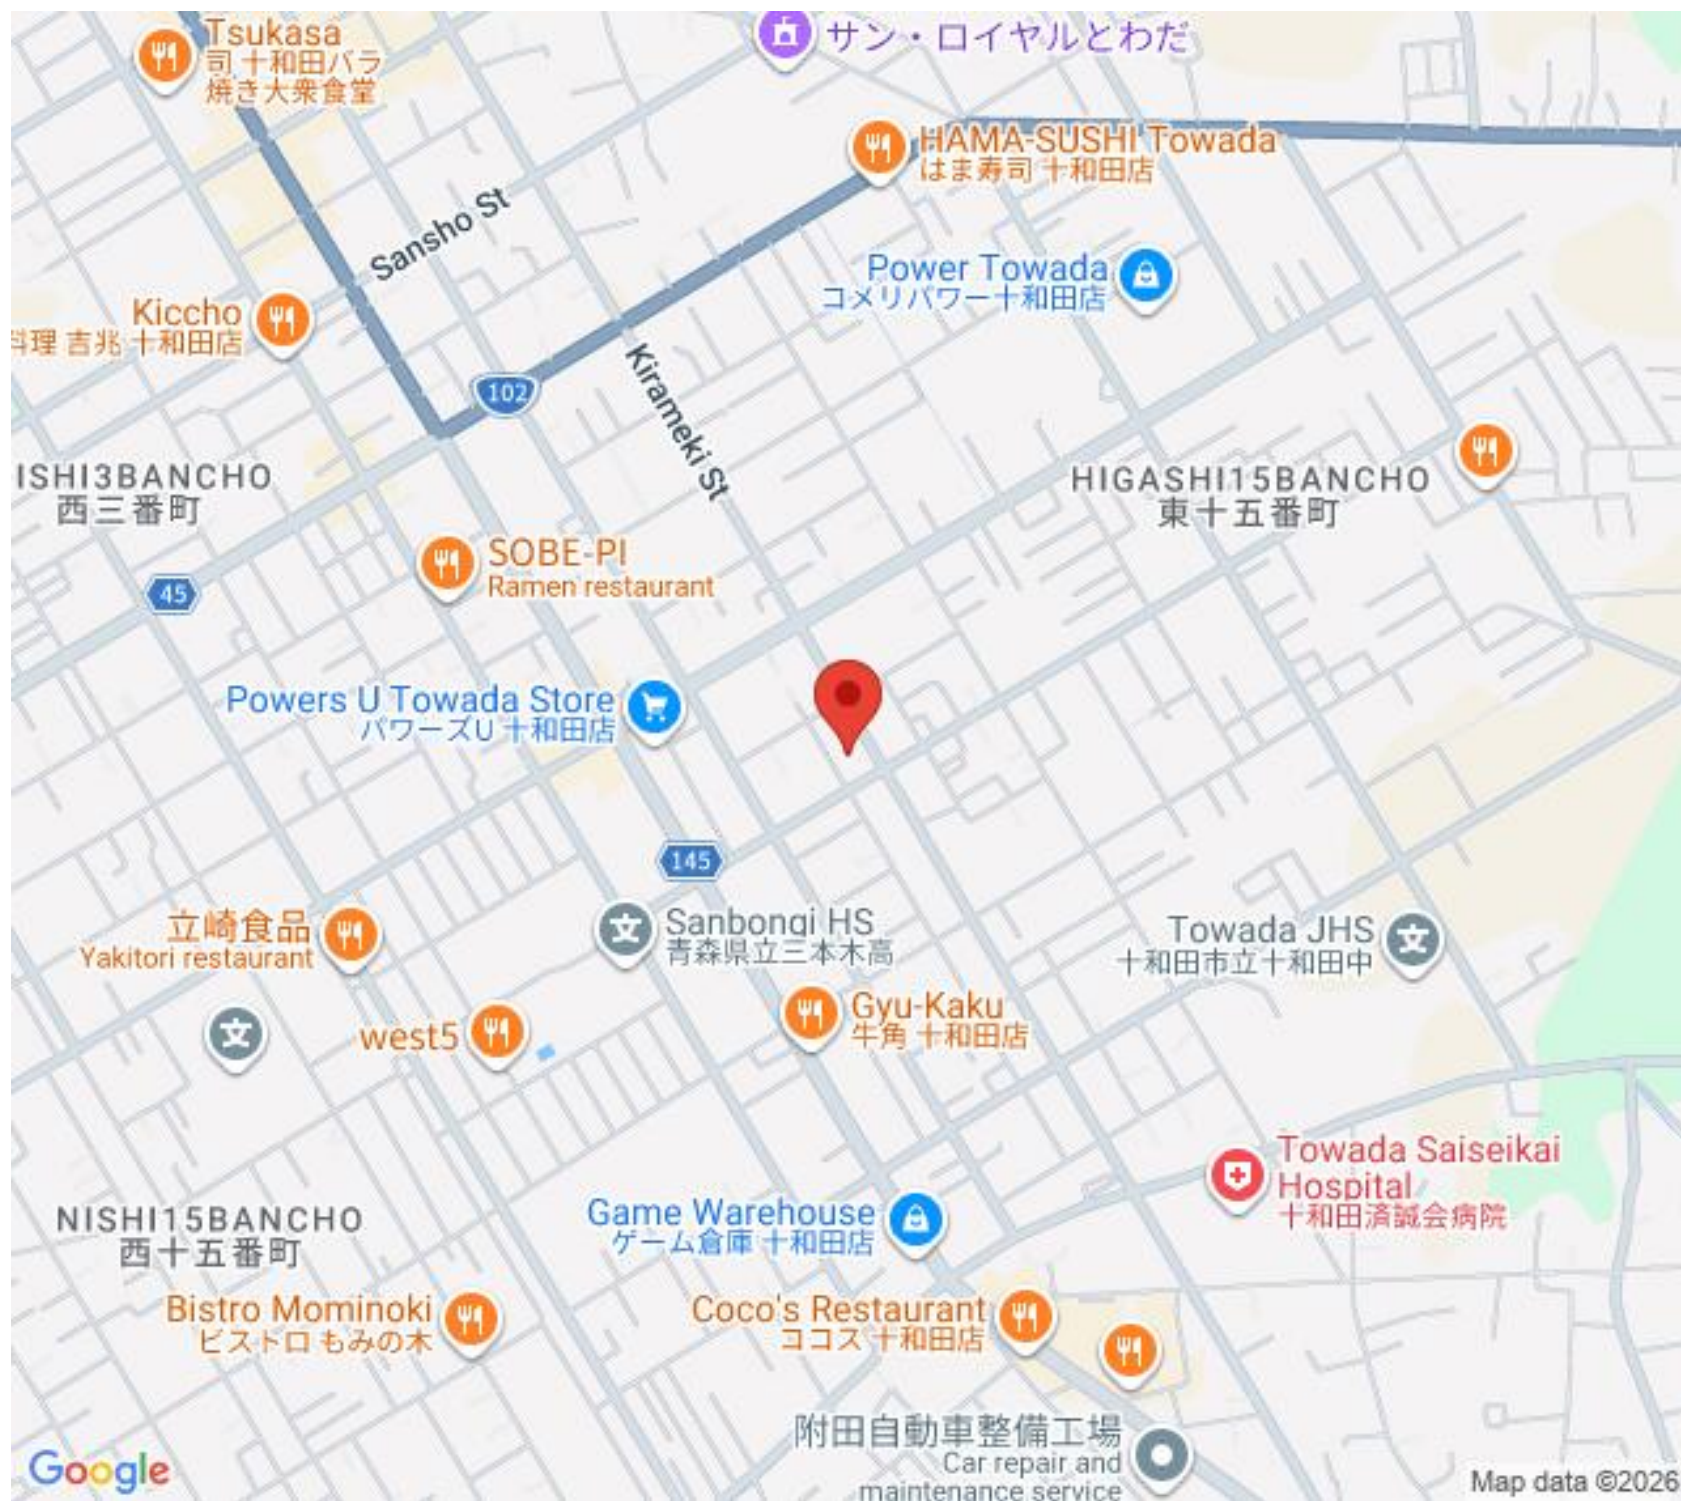 Tsukasa
司 十和田バラ
焼き大衆食堂
サン・ロイヤルとわだ
HAMA-SUSHI Towada
はま寿司 十和田店
Sansho St
Power Towada
コメリパワー十和田店
Kiccho
料理 吉兆 十和田店
102
Kirameki St
ISHI3BANCHO
西三番町
HIGASHI15BANCHO
東十五番町
SOBE-PI
Ramen restaurant
45
Powers U Towada Store
パワーズU 十和田店
145
立崎食品
Yakitori restaurant
文
Sanbongi HS
青森県立三本木高
Towada JHS
十和田市立十和田中
文
文
west5
Gyu-Kaku
牛角 十和田店
Towada Saiseikai
Hospital
十和田済誠会病院
NISHI15BANCHO
西十五番町
Game Warehouse
ゲーム倉庫 十和田店
Bistro Mominoki
ビストロ もみの木
Coco's Restaurant
ココス 十和田店
附田自動車整備工場
Car repair and
maintenance service
Google
Map data ©2026